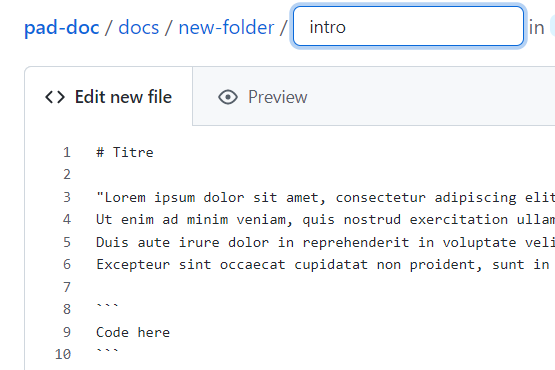 pad-doc / docs / new-folder / intro in
Edit new file Preview
1 # Titre
2
3 "Lorem ipsum dolor sit amet, consectetur adipiscing elit
4 Ut enim ad minim veniam, quis nostrud exercitation ullam
5 Duis aute irure dolor in reprehenderit in voluptate veli
6 Excepteur sint occaecat cupidatat non proident, sunt in
7
8 ```
9 Code here
10 ```